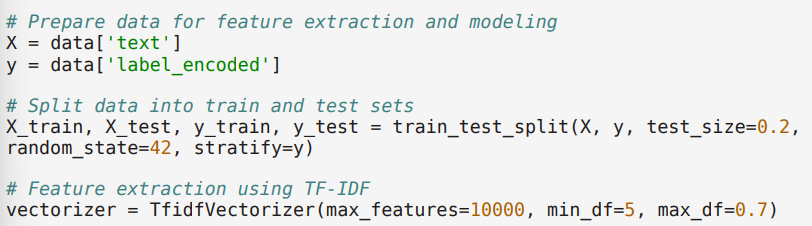 # Prepare data for feature extraction and modeling
X = data['text']
y = data['label_encoded']
# Split data into train and test sets
X_train, X_test, y_train, y_test = train_test_split(X, y, test_size=0.2,
random_state=42, stratify=y)
# Feature extraction using TF-IDF
vectorizer = TfidfVectorizer(max_features=10000, min_df=5, max_df=0.7)